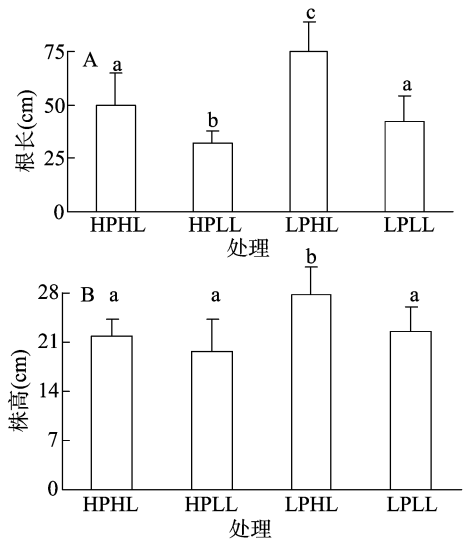 c
75
A
a
a
50
b
25
0
根长(cm)
HPHL HPLL LPHL LPLL
处理
b
28
B a a a
21
14
7
0
株高(cm)
HPHL HPLL LPHL LPLL
处理